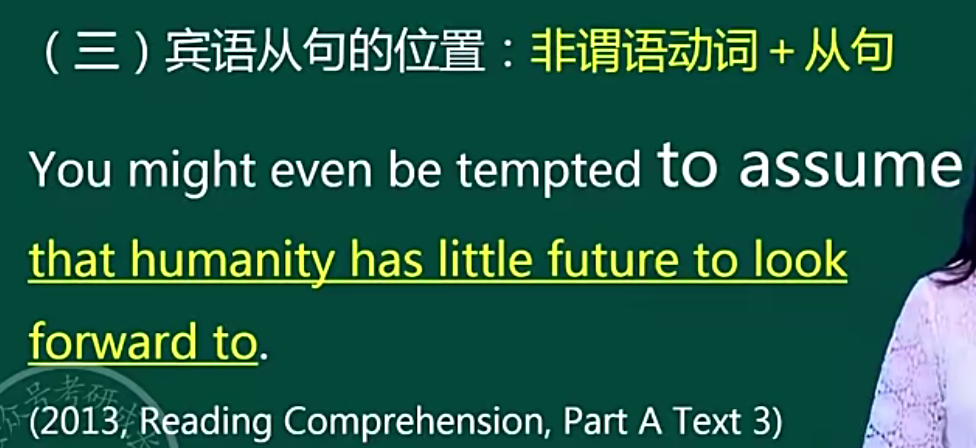 （三）宾语从句的位置：非谓语动词+从句
You might even be tempted to assume
that humanity has little future to look
forward to.
(2013, Reading Comprehension, Part A Text 3)